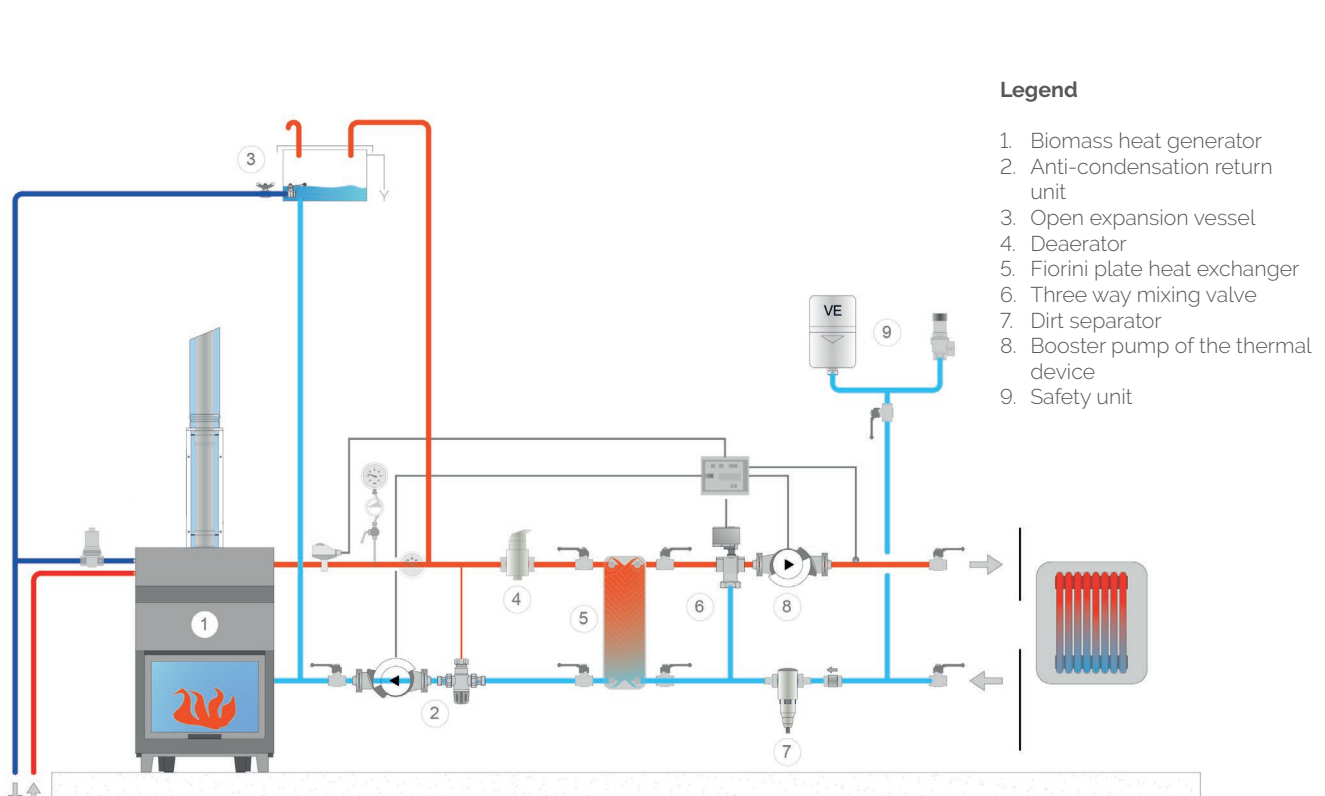 Legend
1. Biomass heat generator
2. Anti-condensation return
unit
3. Open expansion vessel
4. Deaerator
5. Fiorini plate heat exchanger
6. Three way mixing valve
7. Dirt separator
8. Booster pump of the thermal
device
9. Safety unit
3
VE
9
4
5
6
8
1
2
7